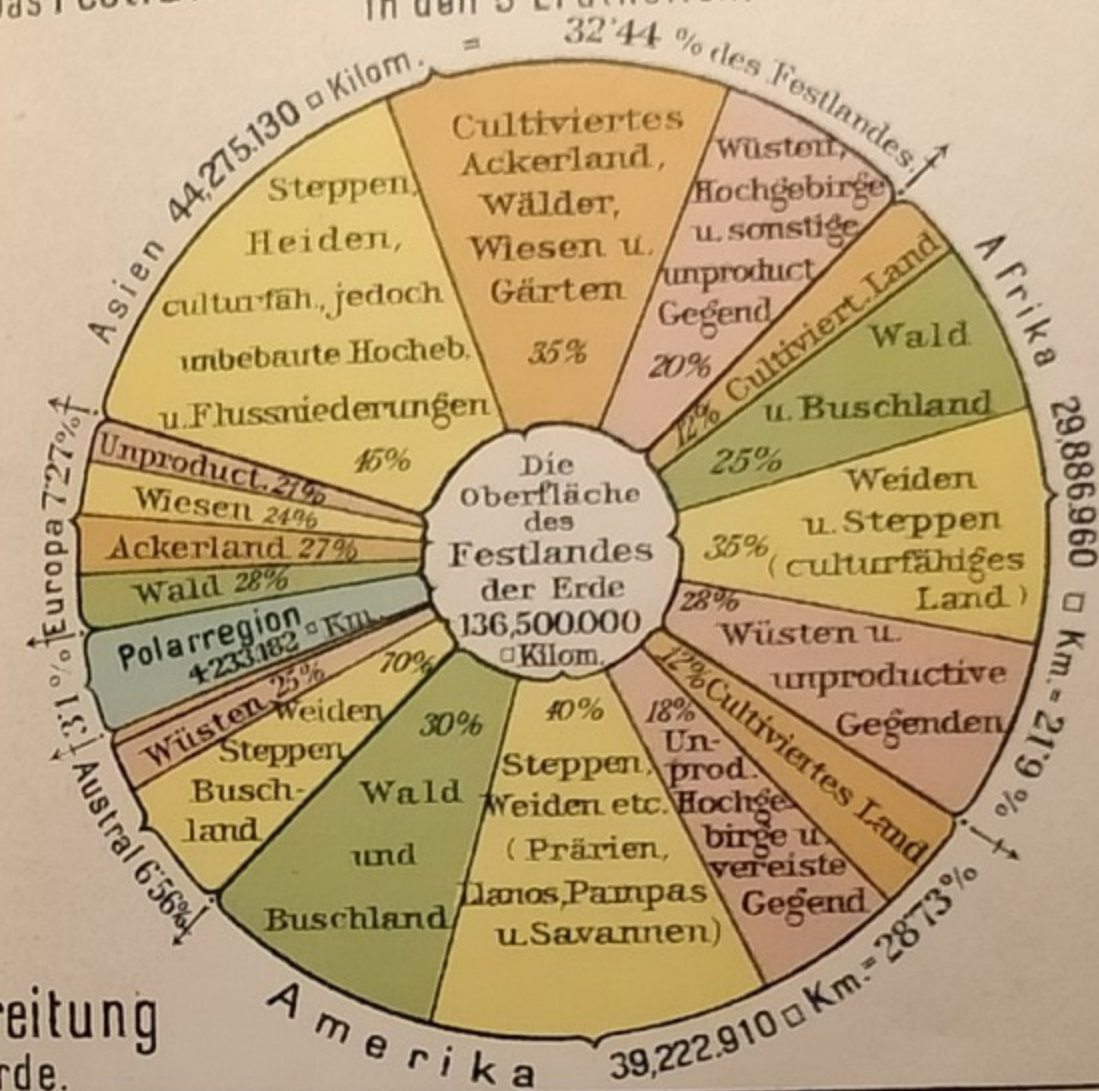 in den 5
32·44 % des Festlandes.
44,275.130 □ Kilom. =
Asien
Steppen,
Heiden,
culturfäh., jedoch
unbebaute Hocheb.
u. Flussniederungen
45%
Cultiviertes
Ackerland,
Wälder,
Wiesen u.
Gärten
35%
Wüsten,
Hochgebirge
u. sonstige
unproduct.
Gegend
20%
Afrika
29,886.960 □ Km. = 21·9 %
Cultiviert. Land
12%
Wald
u. Buschland
25%
Weiden
u. Steppen
(culturfähiges
Land)
35%
28%
Wüsten u.
unproductive
Gegenden
Die
Oberfläche
des
Festlandes
der Erde
136,500.000
□ Kilom.
Europa 7·27%
Unproduct. 21%
Wiesen 24%
Ackerland 27%
Wald 28%
3·1 %
Polarregion
4·233.182 □ Km.
Austral 6·56%
Wüsten 25%
70%
Weiden
Steppen
Busch-
land
Amerika
39,222.910 □ Km. = 28·73 %
30%
Wald
und
Buschland
40%
Steppen,
Weiden etc.
(Prärien,
Llanos, Pampas
u. Savannen)
18%
Un-
prod.
Hochge-
birge u.
vereiste
Gegend
12%
Cultiviertes Land
eitung
rde.